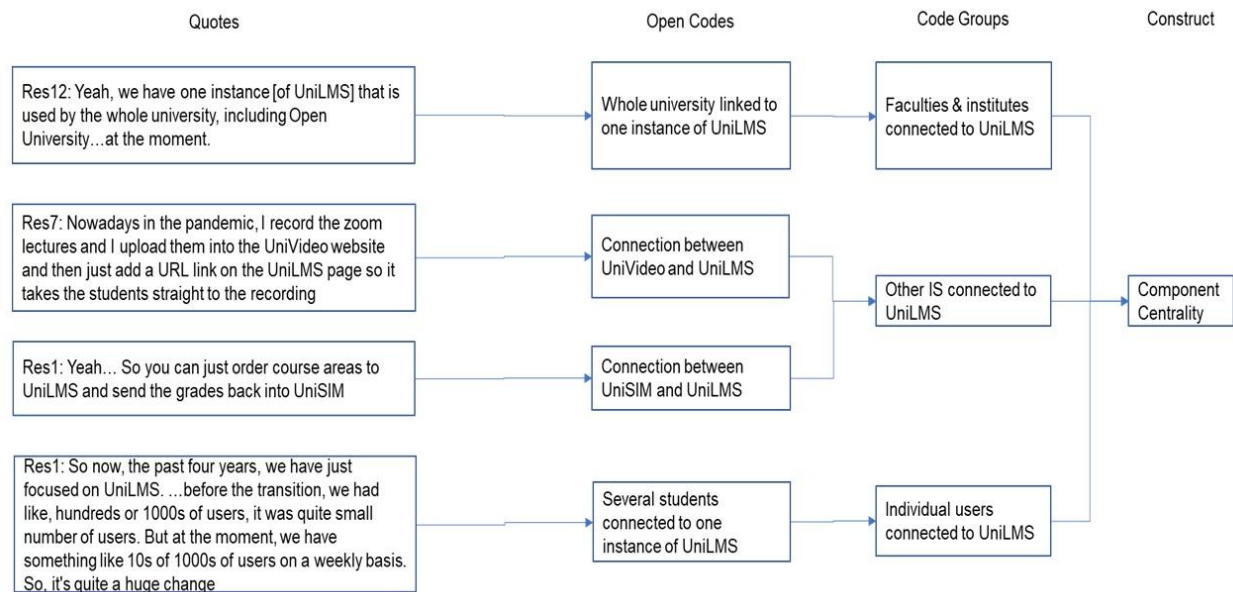 Quotes
Open Codes
Code Groups
Construct
Res12: Yeah, we have one instance [of UniLMS] that is
used by the whole university, including Open
University…at the moment.
Whole university linked to
one instance of UniLMS
Faculties & institutes
connected to UniLMS
Res7: Nowadays in the pandemic, I record the zoom
lectures and I upload them into the UniVideo website
and then just add a URL link on the UniLMS page so it
takes the students straight to the recording
Connection between
UniVideo and UniLMS
Other IS connected to
UniLMS
Component
Centrality
Res1: Yeah… So you can just order course areas to
UniLMS and send the grades back into UniSIM
Connection between
UniSIM and UniLMS
Res1: So now, the past four years, we have just
focused on UniLMS. …before the transition, we had
like, hundreds or 1000s of users, it was quite small
number of users. But at the moment, we have
something like 10s of 1000s of users on a weekly basis.
So, it's quite a huge change
Several students
connected to one
instance of UniLMS
Individual users
connected to UniLMS